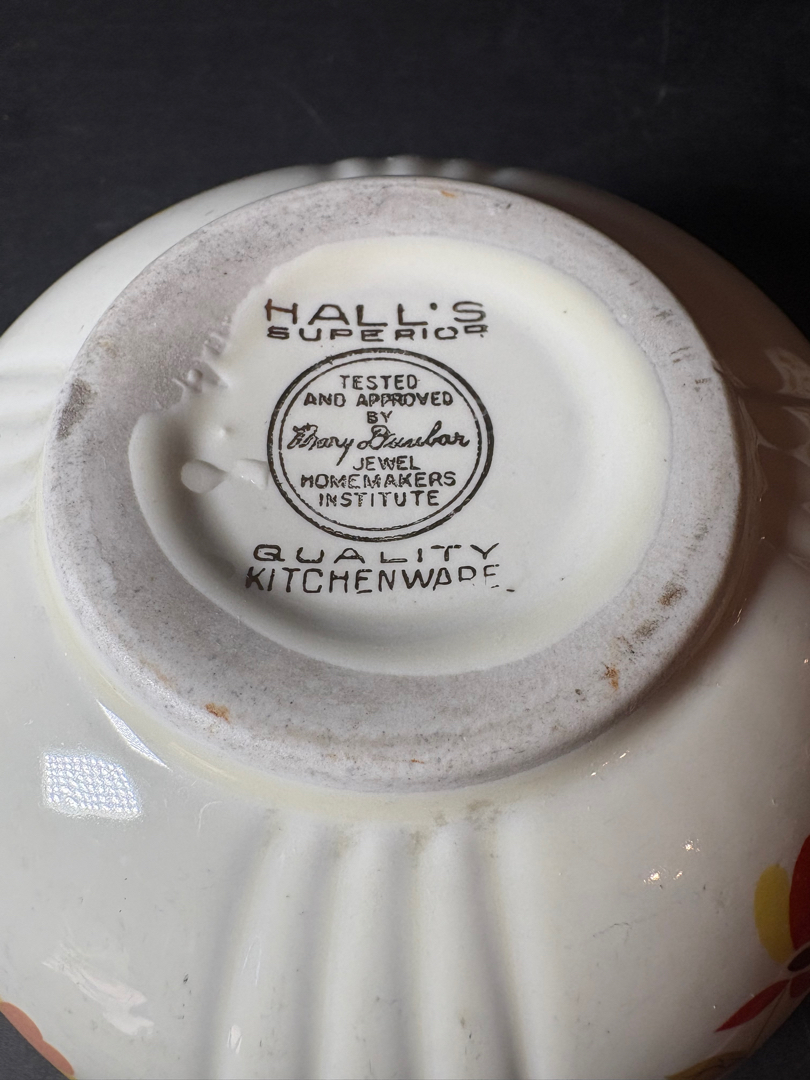 HALL'S
SUPERIOR
TESTED
AND APPROVED
BY
Mary Dunbar
JEWEL
HOMEMAKERS
INSTITUTE
QUALITY
KITCHENWARE